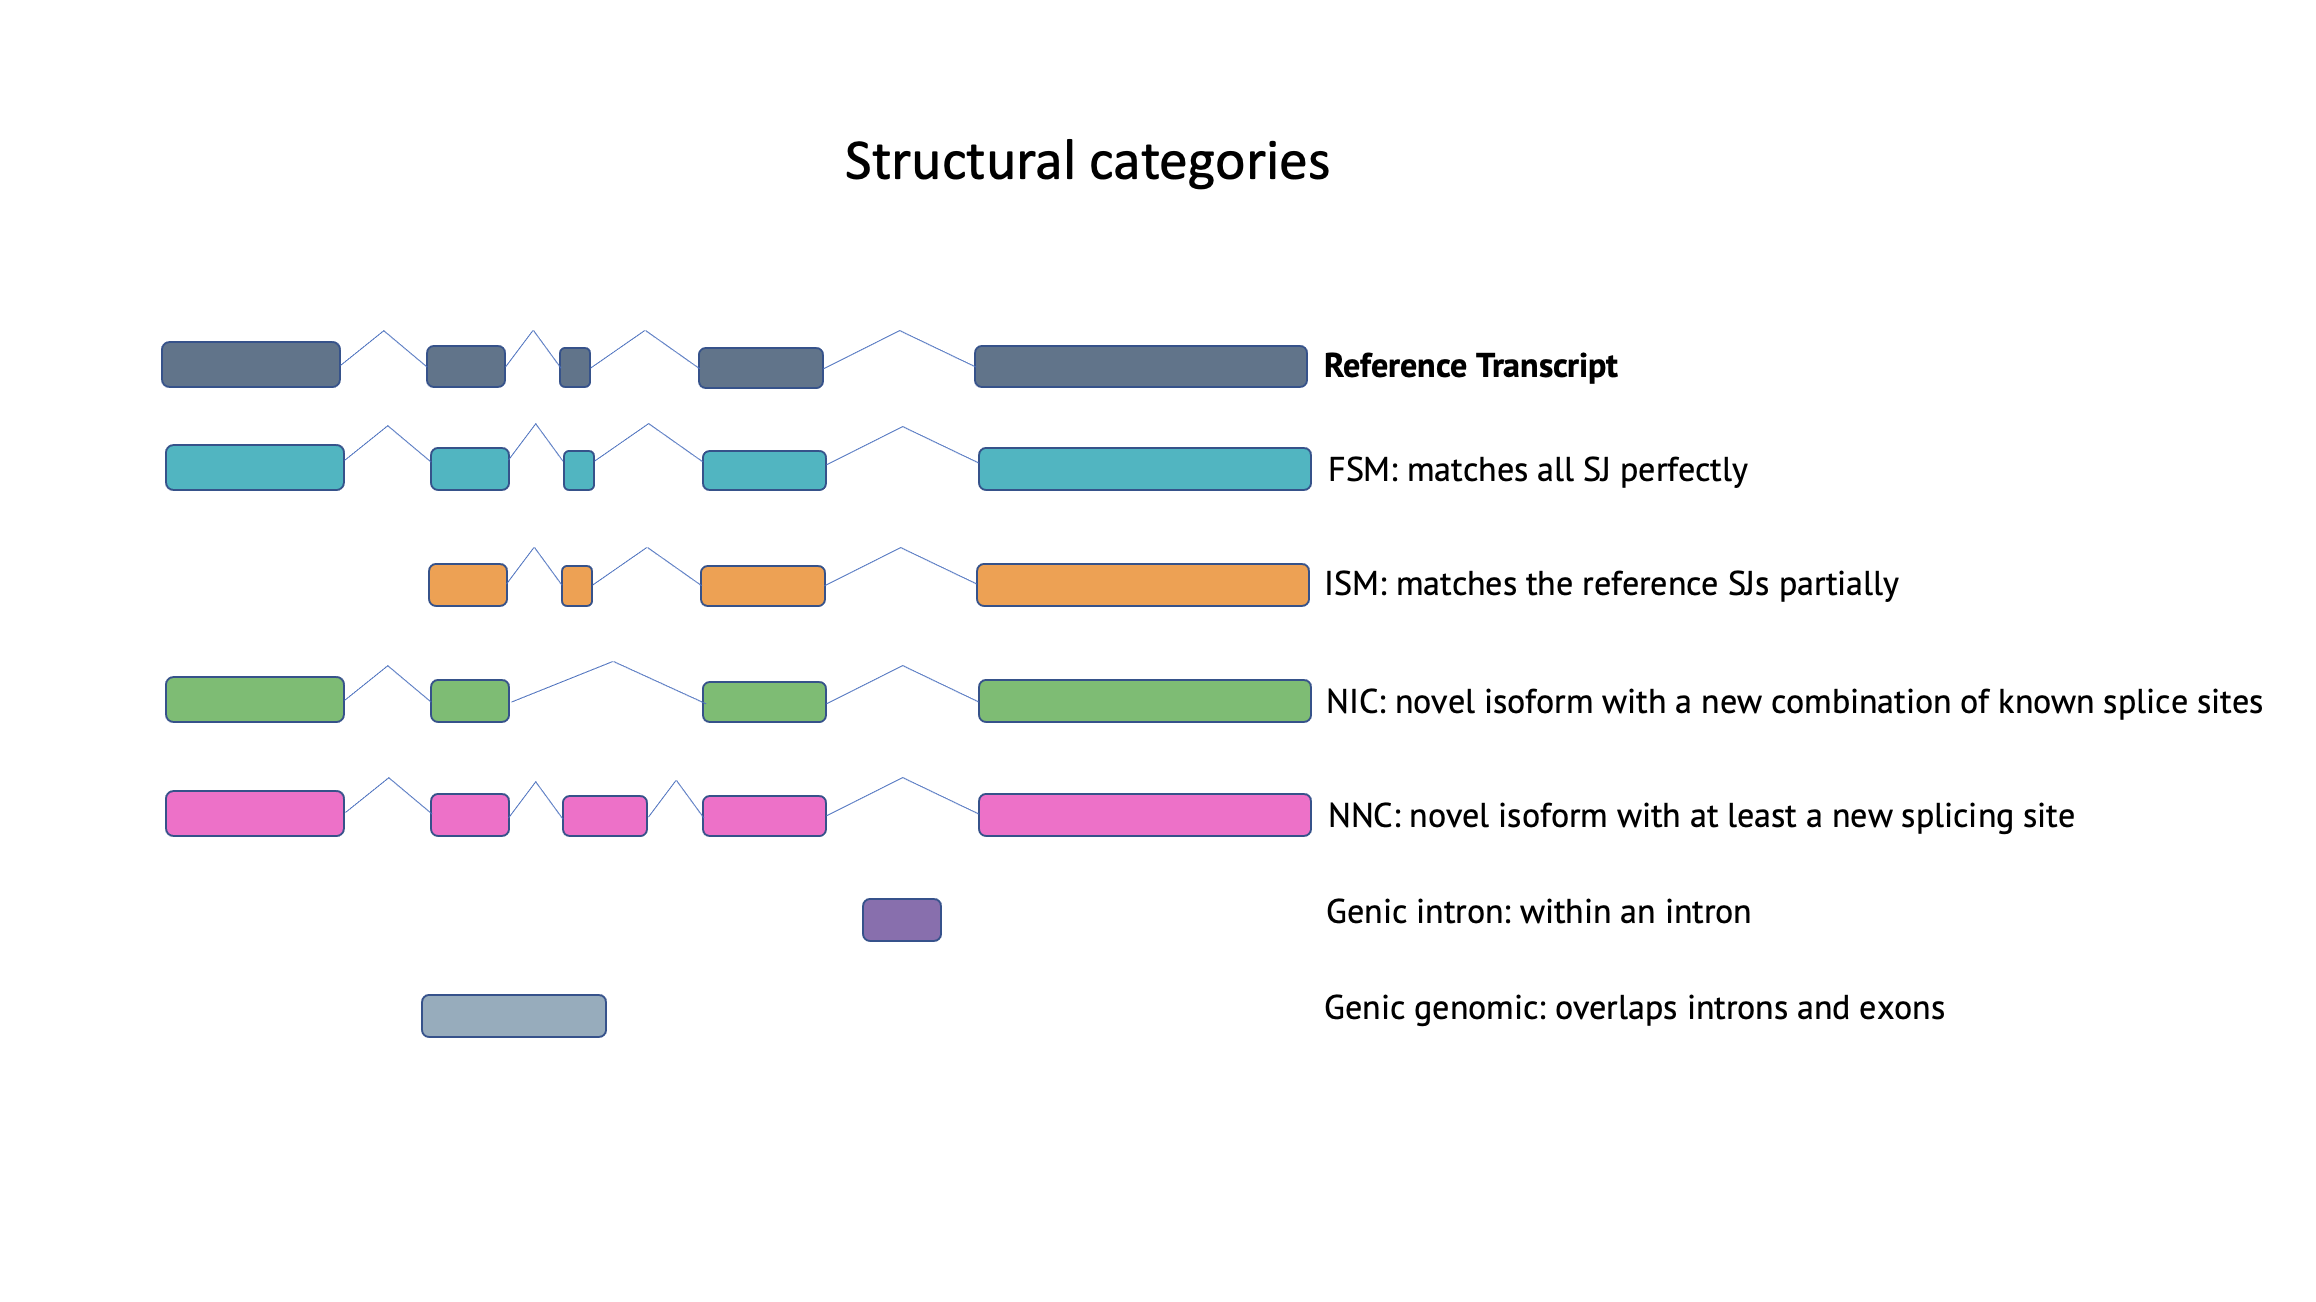 Structural categories
Reference Transcript
FSM: matches all SJ perfectly
ISM: matches the reference SJs partially
NIC: novel isoform with a new combination of known splice sites
NNC: novel isoform with at least a new splicing site
Genic intron: within an intron
Genic genomic: overlaps introns and exons